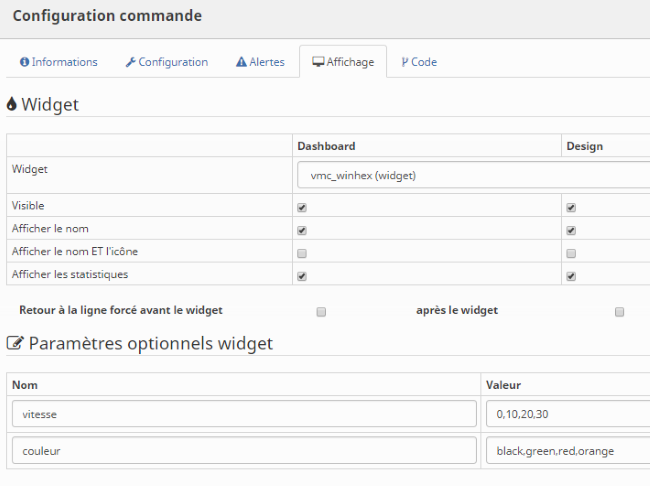 Configuration commande
Informations Configuration Alertes Affichage Code
Widget
Dashboard Design
Widget vmc_winhex (widget)
Visible
Afficher le nom
Afficher le nom ET l'icône
Afficher les statistiques
Retour à la ligne forcé avant le widget après le widget
Paramètres optionnels widget
Nom Valeur
vitesse 0,10,20,30
couleur black,green,red,orange